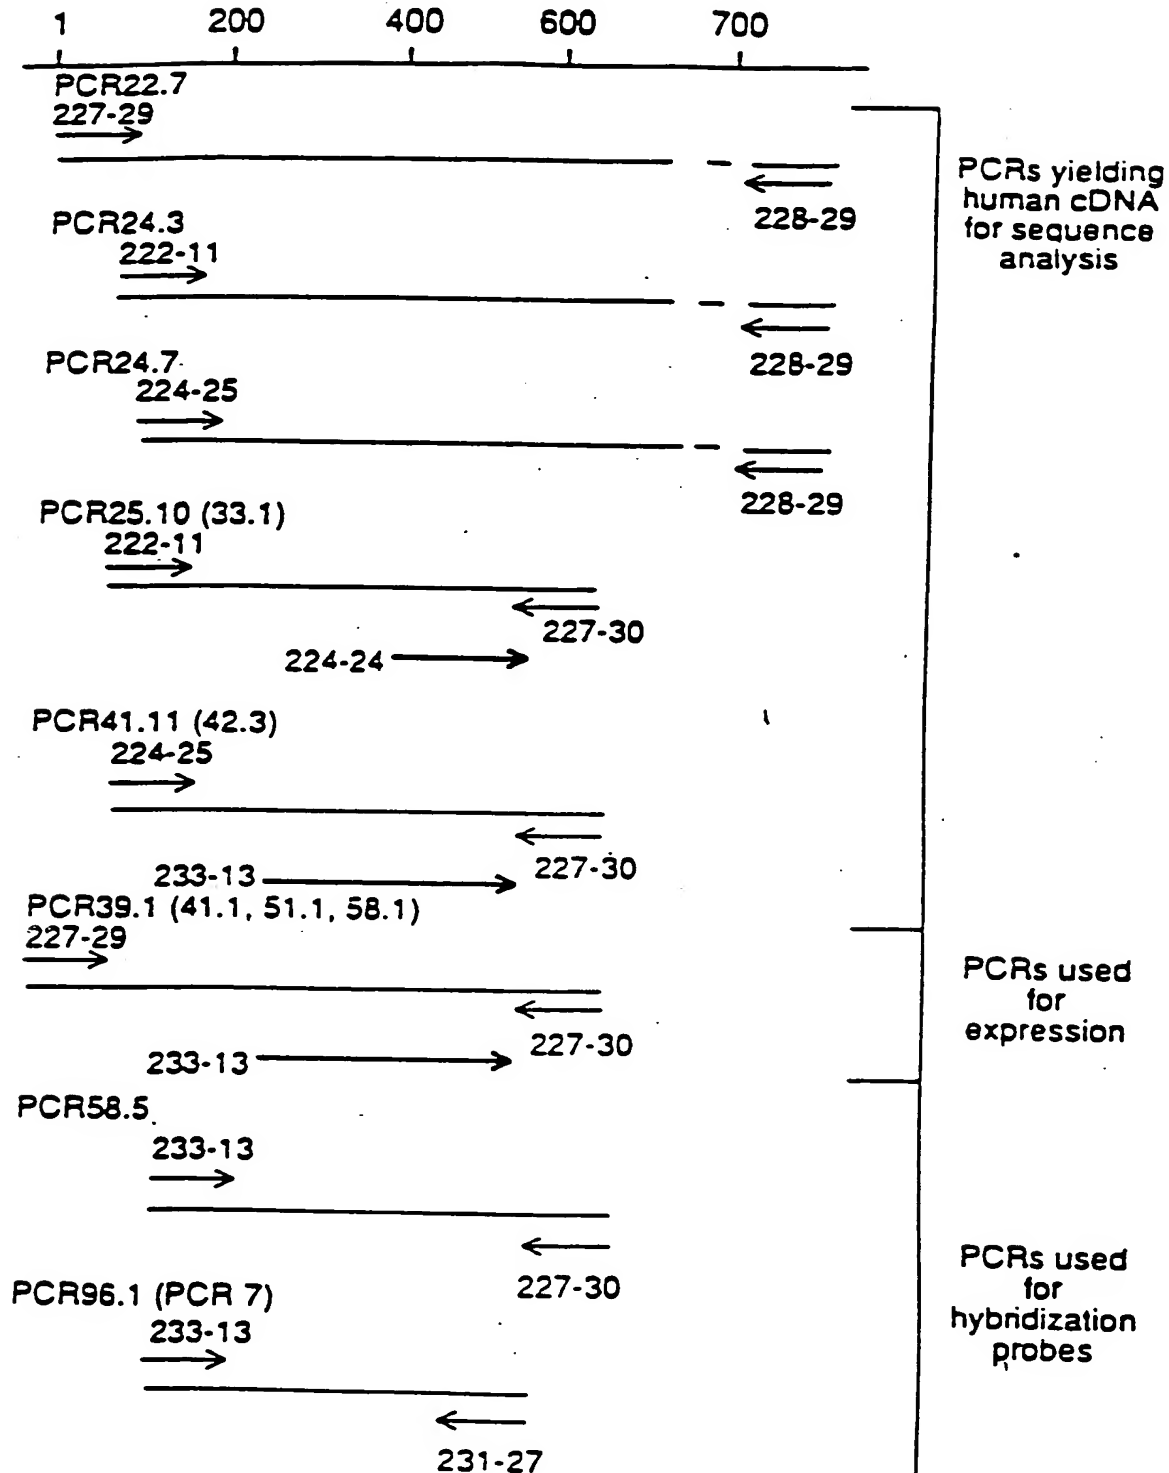 1 200 400 600 700
PCR22.7
227-29
228-29
PCRs yielding
human cDNA
for sequence
analysis
PCR24.3
222-11
228-29
PCR24.7
224-25
228-29
PCR25.10 (33.1)
222-11
227-30
224-24
PCR41.11 (42.3)
224-25
227-30
233-13
PCR39.1 (41.1, 51.1, 58.1)
227-29
227-30
233-13
PCRs used
for
expression
PCR58.5
233-13
227-30
PCR96.1 (PCR 7)
233-13
231-27
PCRs used
for
hybridization
probes